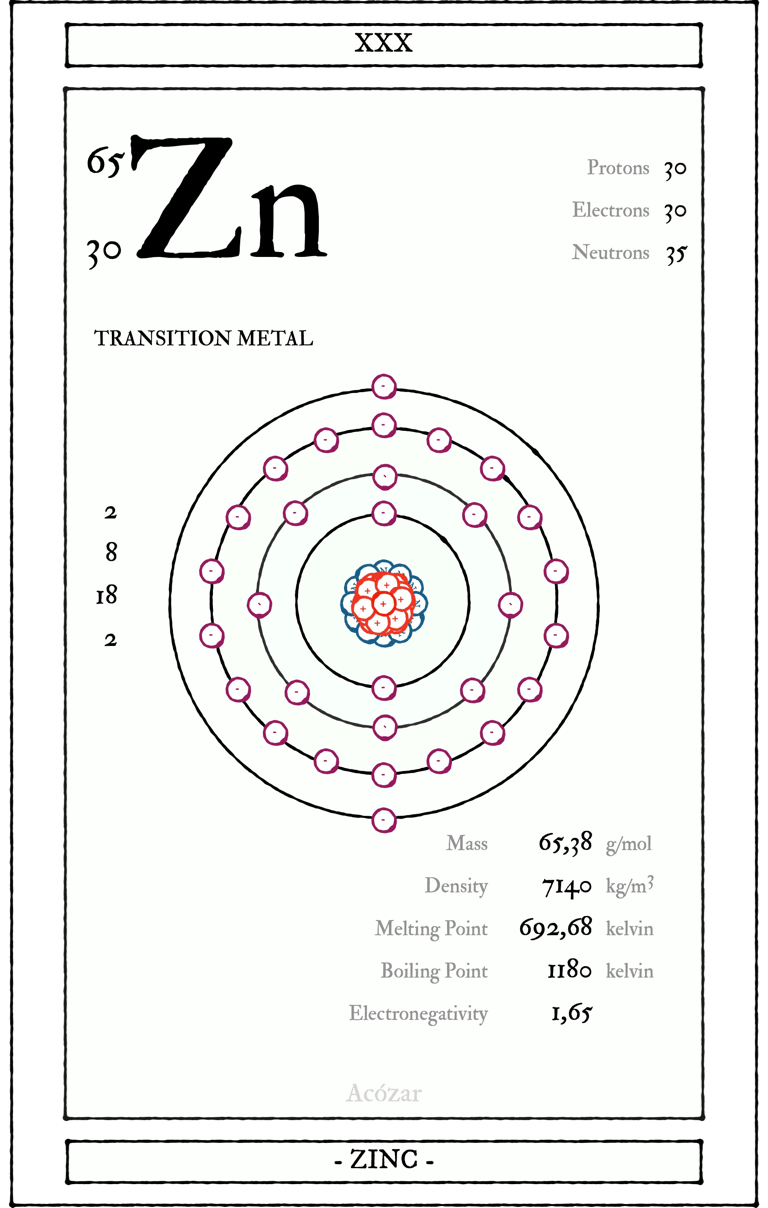 XXX
65
Zn
30
Protons 30
Electrons 30
Neutrons 35
TRANSITION METAL
2
8
18
2
Mass 65,38 g/mol
Density 7140 kg/m³
Melting Point 692,68 kelvin
Boiling Point 1180 kelvin
Electronegativity 1,65
Acózar
- ZINC -